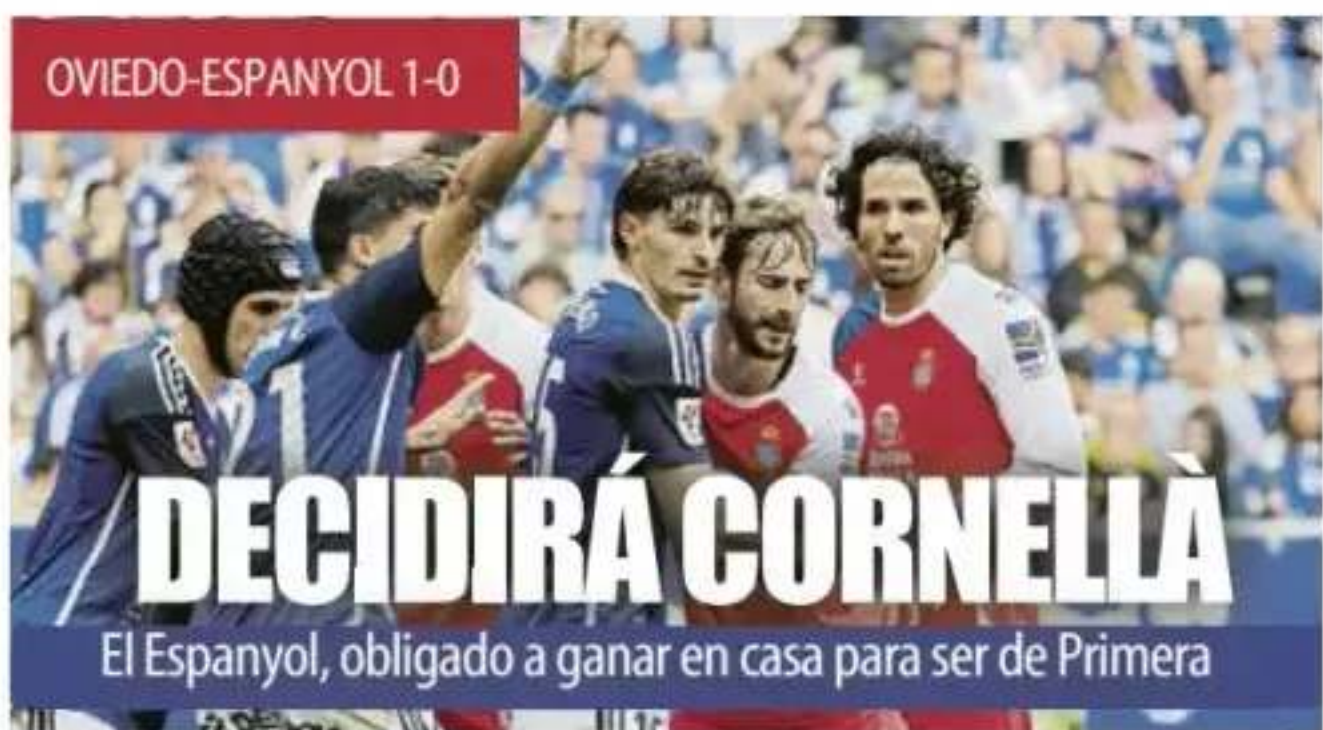 OVIEDO-ESPANYOL 1-0
DECIDIRÁ CORNELLÀ
El Espanyol, obligado a ganar en casa para ser de Primera